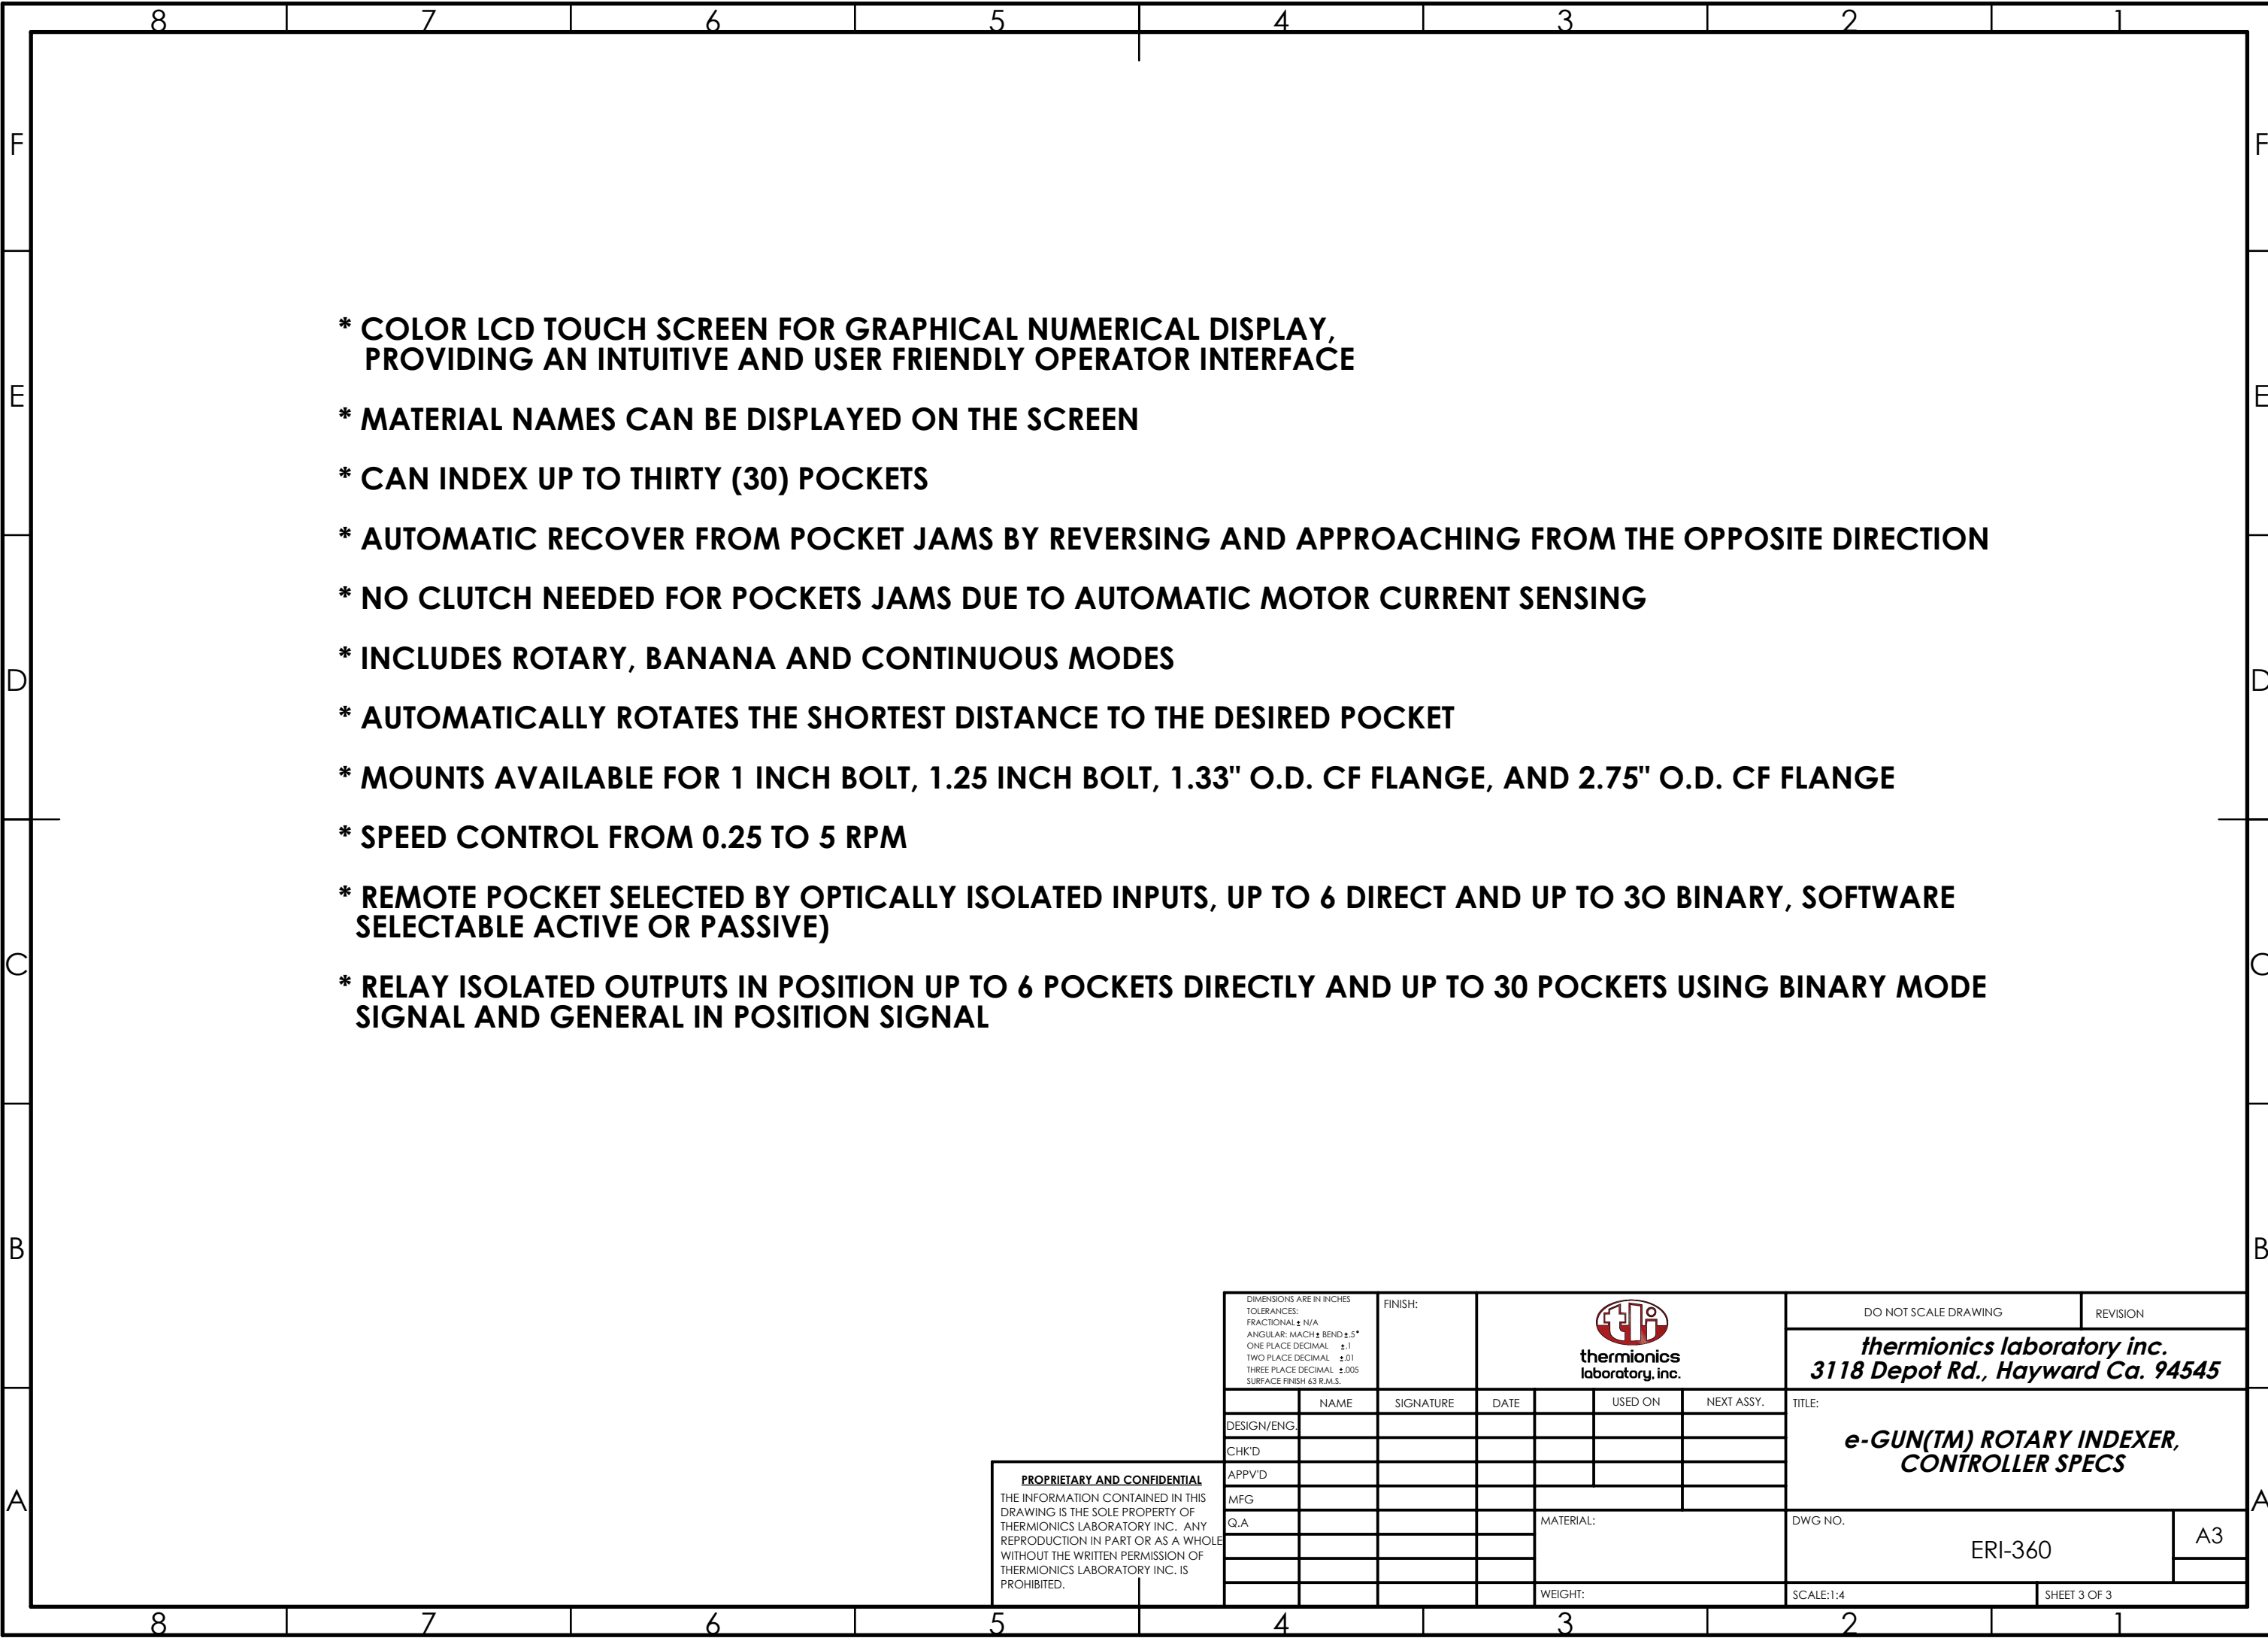 8 7 6 5 4 3 2 1
F F
E E
D D
C C
B B
A A
* COLOR LCD TOUCH SCREEN FOR GRAPHICAL NUMERICAL DISPLAY,
PROVIDING AN INTUITIVE AND USER FRIENDLY OPERATOR INTERFACE
* MATERIAL NAMES CAN BE DISPLAYED ON THE SCREEN
* CAN INDEX UP TO THIRTY (30) POCKETS
* AUTOMATIC RECOVER FROM POCKET JAMS BY REVERSING AND APPROACHING FROM THE OPPOSITE DIRECTION
* NO CLUTCH NEEDED FOR POCKETS JAMS DUE TO AUTOMATIC MOTOR CURRENT SENSING
* INCLUDES ROTARY, BANANA AND CONTINUOUS MODES
* AUTOMATICALLY ROTATES THE SHORTEST DISTANCE TO THE DESIRED POCKET
* MOUNTS AVAILABLE FOR 1 INCH BOLT, 1.25 INCH BOLT, 1.33" O.D. CF FLANGE, AND 2.75" O.D. CF FLANGE
* SPEED CONTROL FROM 0.25 TO 5 RPM
* REMOTE POCKET SELECTED BY OPTICALLY ISOLATED INPUTS, UP TO 6 DIRECT AND UP TO 3O BINARY, SOFTWARE
SELECTABLE ACTIVE OR PASSIVE)
* RELAY ISOLATED OUTPUTS IN POSITION UP TO 6 POCKETS DIRECTLY AND UP TO 30 POCKETS USING BINARY MODE
SIGNAL AND GENERAL IN POSITION SIGNAL
DIMENSIONS ARE IN INCHES
TOLERANCES:
FRACTIONAL ± N/A
ANGULAR: MACH ± BEND ± .5°
ONE PLACE DECIMAL ±.1
TWO PLACE DECIMAL ±.01
THREE PLACE DECIMAL ±.005
SURFACE FINISH 63 R.M.S.
FINISH:
tli
thermionics
laboratory, inc.
DO NOT SCALE DRAWING
REVISION
thermionics laboratory inc.
3118 Depot Rd., Hayward Ca. 94545
NAME SIGNATURE DATE USED ON NEXT ASSY.
DESIGN/ENG.
CHK'D
APPV'D
MFG
Q.A
TITLE:
e-GUN(TM) ROTARY INDEXER,
CONTROLLER SPECS
MATERIAL:
WEIGHT:
DWG NO.
ERI-360
A3
SCALE:1:4
SHEET 3 OF 3
PROPRIETARY AND CONFIDENTIAL
THE INFORMATION CONTAINED IN THIS
DRAWING IS THE SOLE PROPERTY OF
THERMIONICS LABORATORY INC. ANY
REPRODUCTION IN PART OR AS A WHOLE
WITHOUT THE WRITTEN PERMISSION OF
THERMIONICS LABORATORY INC. IS
PROHIBITED.
8 7 6 5 4 3 2 1